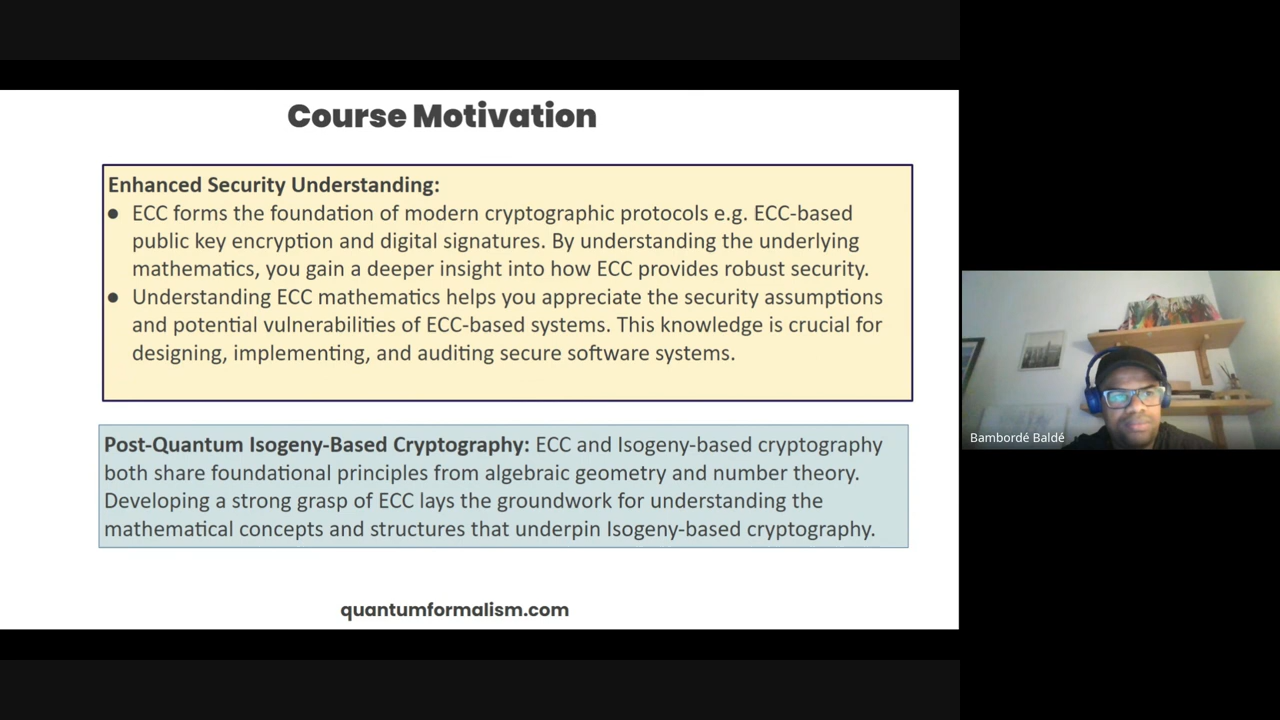 Course Motivation
Enhanced Security Understanding:
● ECC forms the foundation of modern cryptographic protocols e.g. ECC-based
public key encryption and digital signatures. By understanding the underlying
mathematics, you gain a deeper insight into how ECC provides robust security.
● Understanding ECC mathematics helps you appreciate the security assumptions
and potential vulnerabilities of ECC-based systems. This knowledge is crucial for
designing, implementing, and auditing secure software systems.
Post-Quantum Isogeny-Based Cryptography: ECC and Isogeny-based cryptography
both share foundational principles from algebraic geometry and number theory.
Developing a strong grasp of ECC lays the groundwork for understanding the
mathematical concepts and structures that underpin Isogeny-based cryptography.
quantumformalism.com
Bambordé Baldé